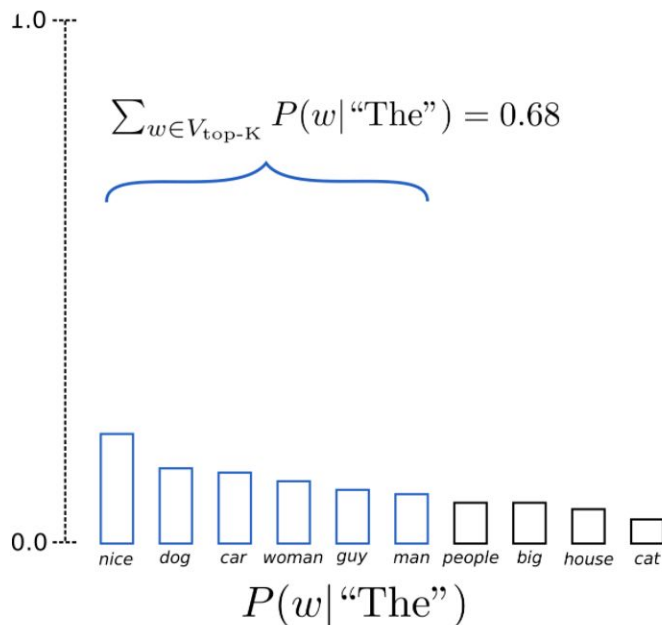 1.0
∑w∈Vtop-K P(w|“The”) = 0.68
0.0
nice dog car woman guy man people big house cat
P(w|“The”)